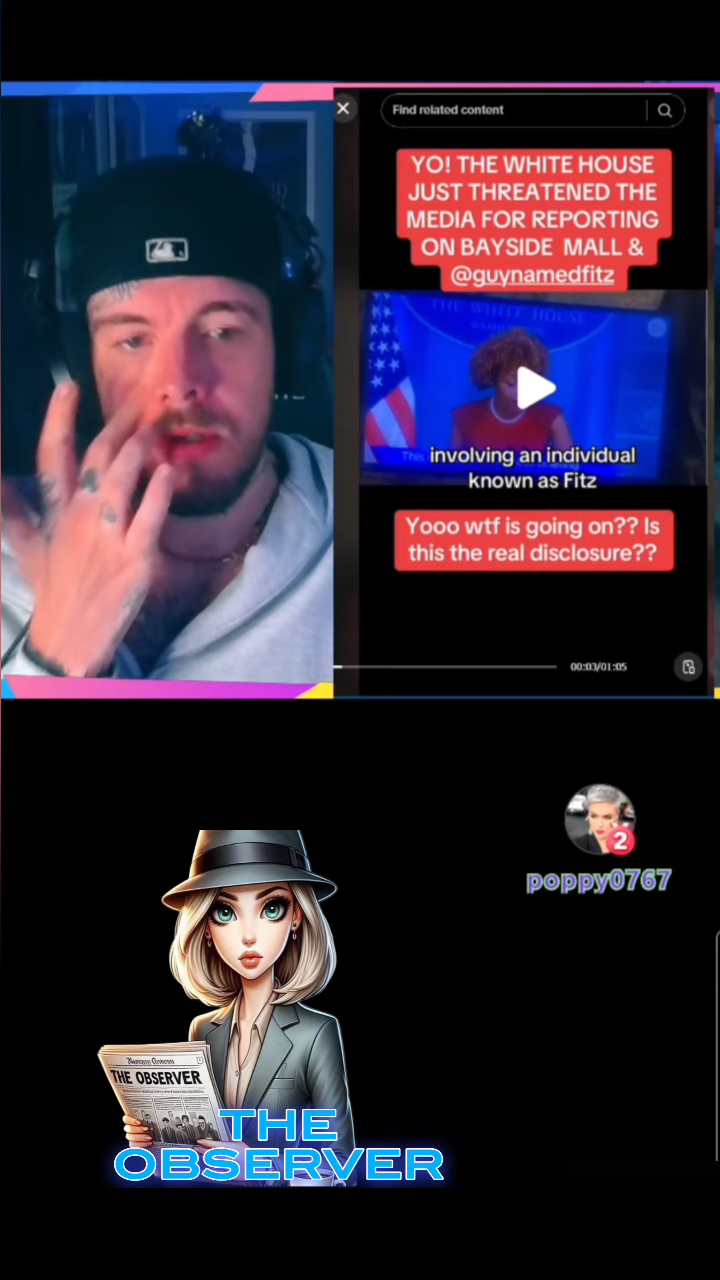 Find related content
YO! THE WHITE HOUSE
JUST THREATENED THE
MEDIA FOR REPORTING
ON BAYSIDE MALL &
@guynamedfitz
THE WHITE HOUSE
WASHINGTON
This
involving an individual
known as Fitz
Yooo wtf is going on?? Is
this the real disclosure??
00:03/01:05
2
poppy0767
THE OBSERVER
THE
OBSERVER